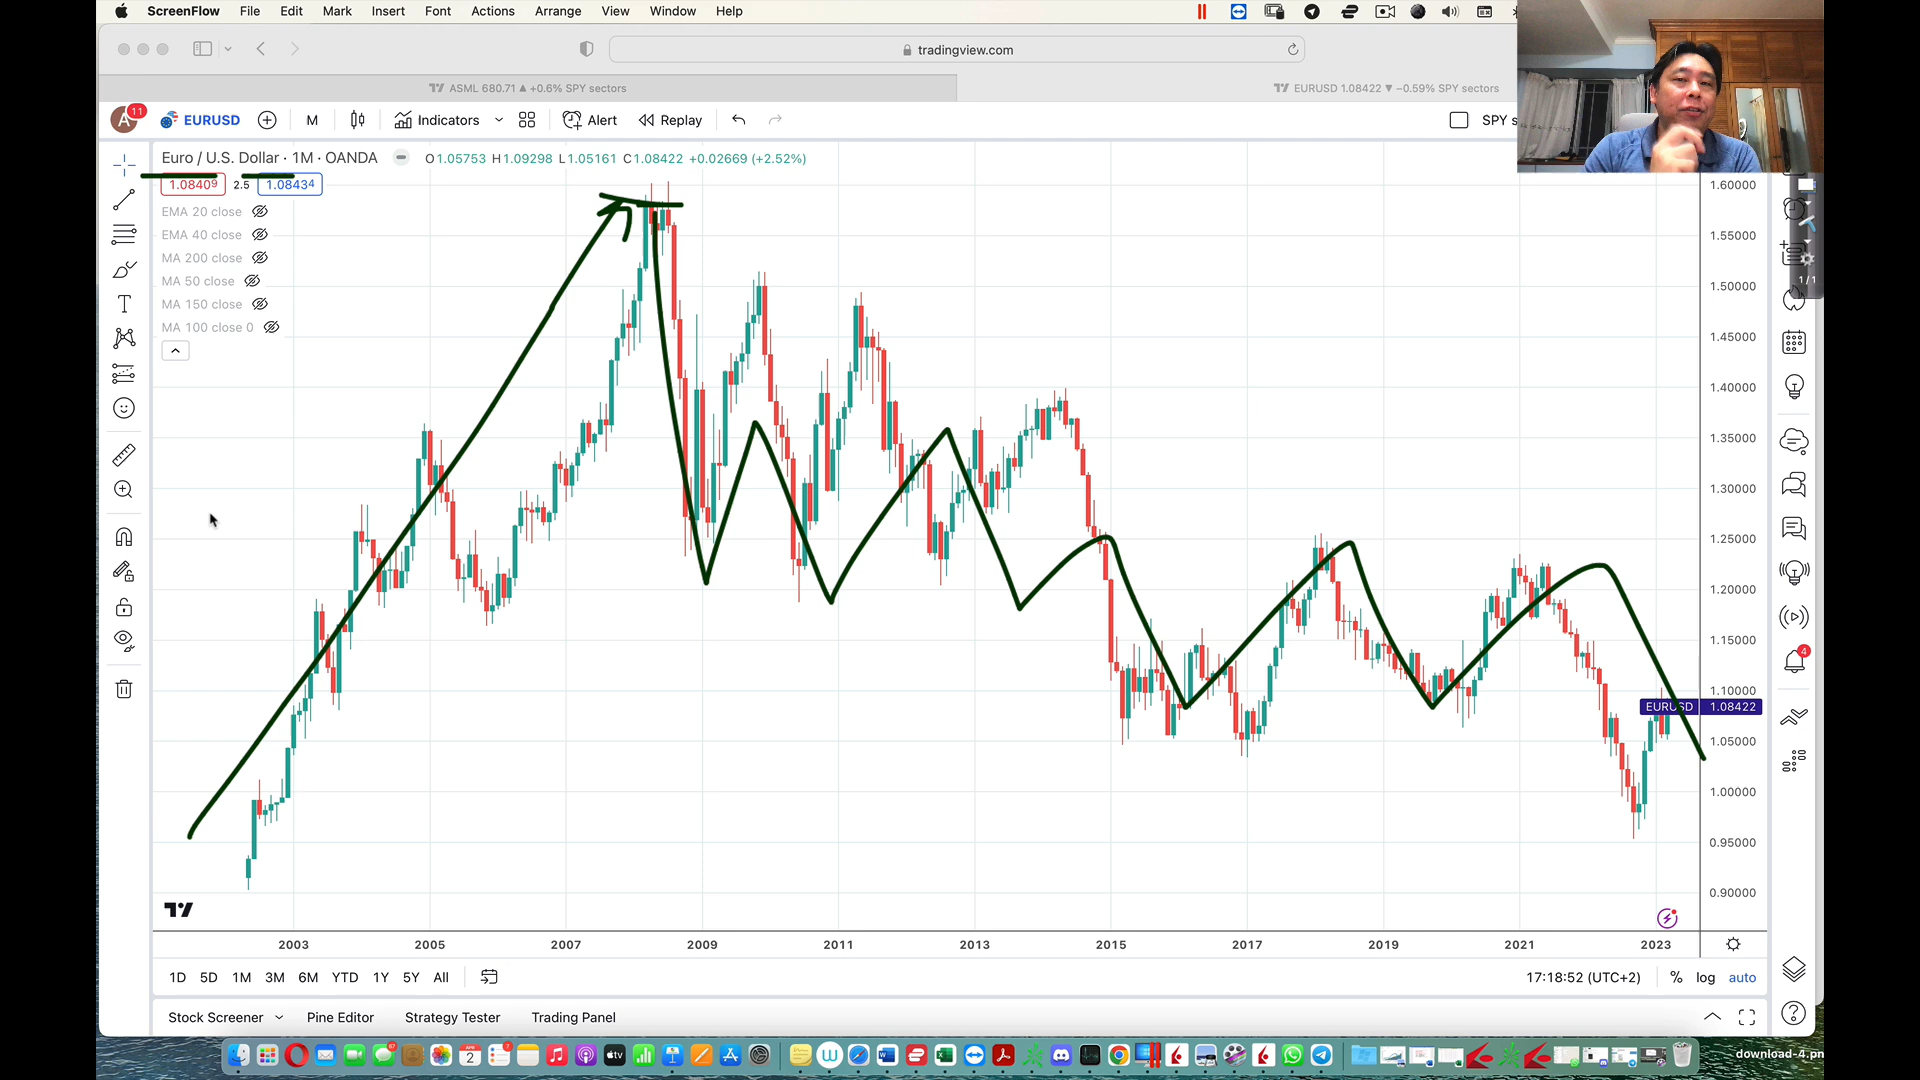 ScreenFlow File Edit Mark Insert Font Actions Arrange View Window Help
tradingview.com
ASML 680.71 ▲ +0.6% SPY sectors
EURUSD 1.08422 ▼ −0.59% SPY sectors
A 11 EURUSD M Indicators Alert Replay SPY s
Euro / U.S. Dollar · 1M · OANDA O1.05753 H1.09298 L1.05161 C1.08422 +0.02669 (+2.52%)
1.08409 2.5 1.08434
EMA 20 close
EMA 40 close
MA 200 close
MA 50 close
MA 150 close
MA 100 close 0
1/1
1.60000
1.55000
1.50000
1.45000
1.40000
1.35000
1.30000
1.25000
1.20000
1.15000
1.10000
EURUSD 1.08422
1.05000
1.00000
0.95000
0.90000
4
2003 2005 2007 2009 2011 2013 2015 2017 2019 2021 2023
1D 5D 1M 3M 6M YTD 1Y 5Y All 17:18:52 (UTC+2) % log auto
Stock Screener Pine Editor Strategy Tester Trading Panel
download-4.pn